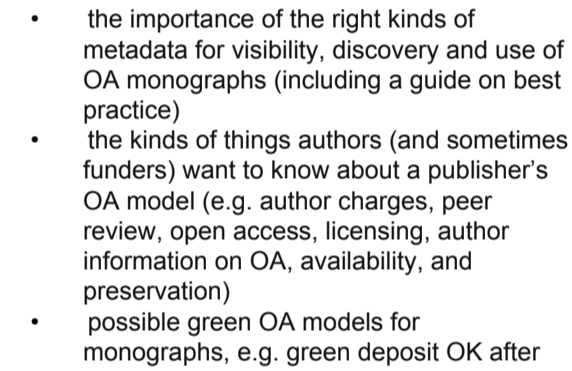 • the importance of the right kinds of
metadata for visibility, discovery and use of
OA monographs (including a guide on best
practice)
• the kinds of things authors (and sometimes
funders) want to know about a publisher’s
OA model (e.g. author charges, peer
review, open access, licensing, author
information on OA, availability, and
preservation)
• possible green OA models for
monographs, e.g. green deposit OK after